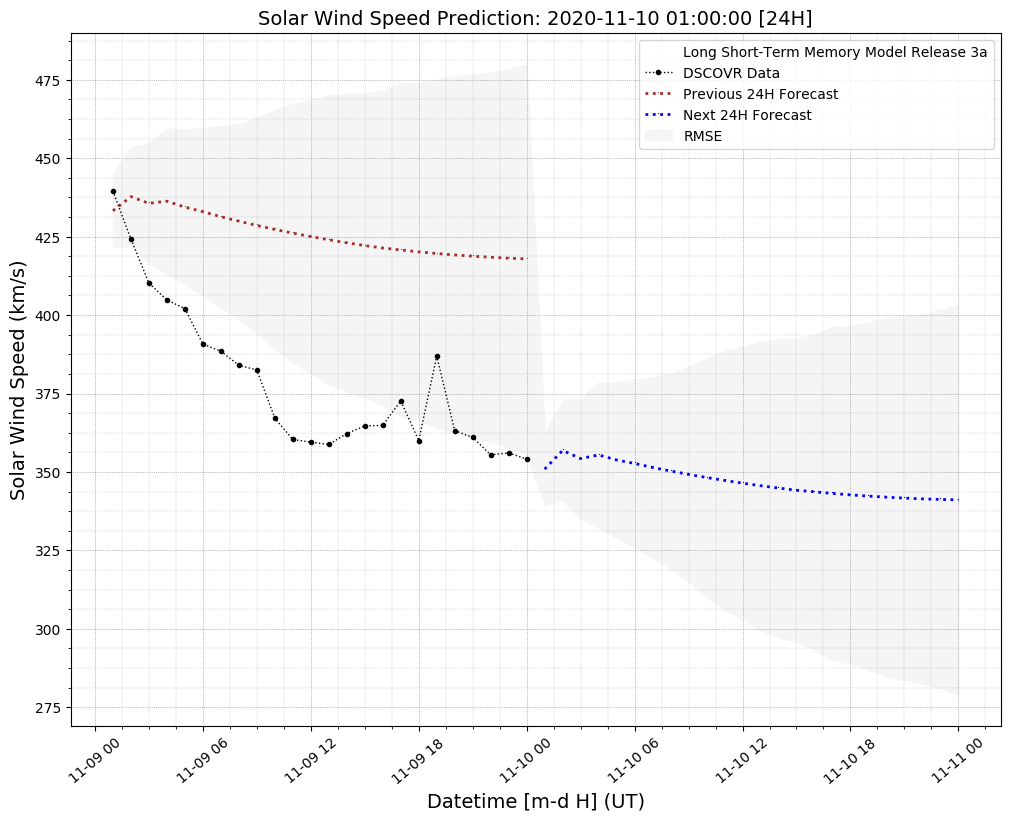 Solar Wind Speed Prediction: 2020-11-10 01:00:00 [24H]
Long Short-Term Memory Model Release 3a
DSCOVR Data
Previous 24H Forecast
Next 24H Forecast
RMSE
475
450
425
400
375
350
325
300
275
Solar Wind Speed (km/s)
11-09 00
11-09 06
11-09 12
11-09 18
11-10 00
11-10 06
11-10 12
11-10 18
11-11 00
Datetime [m-d H] (UT)